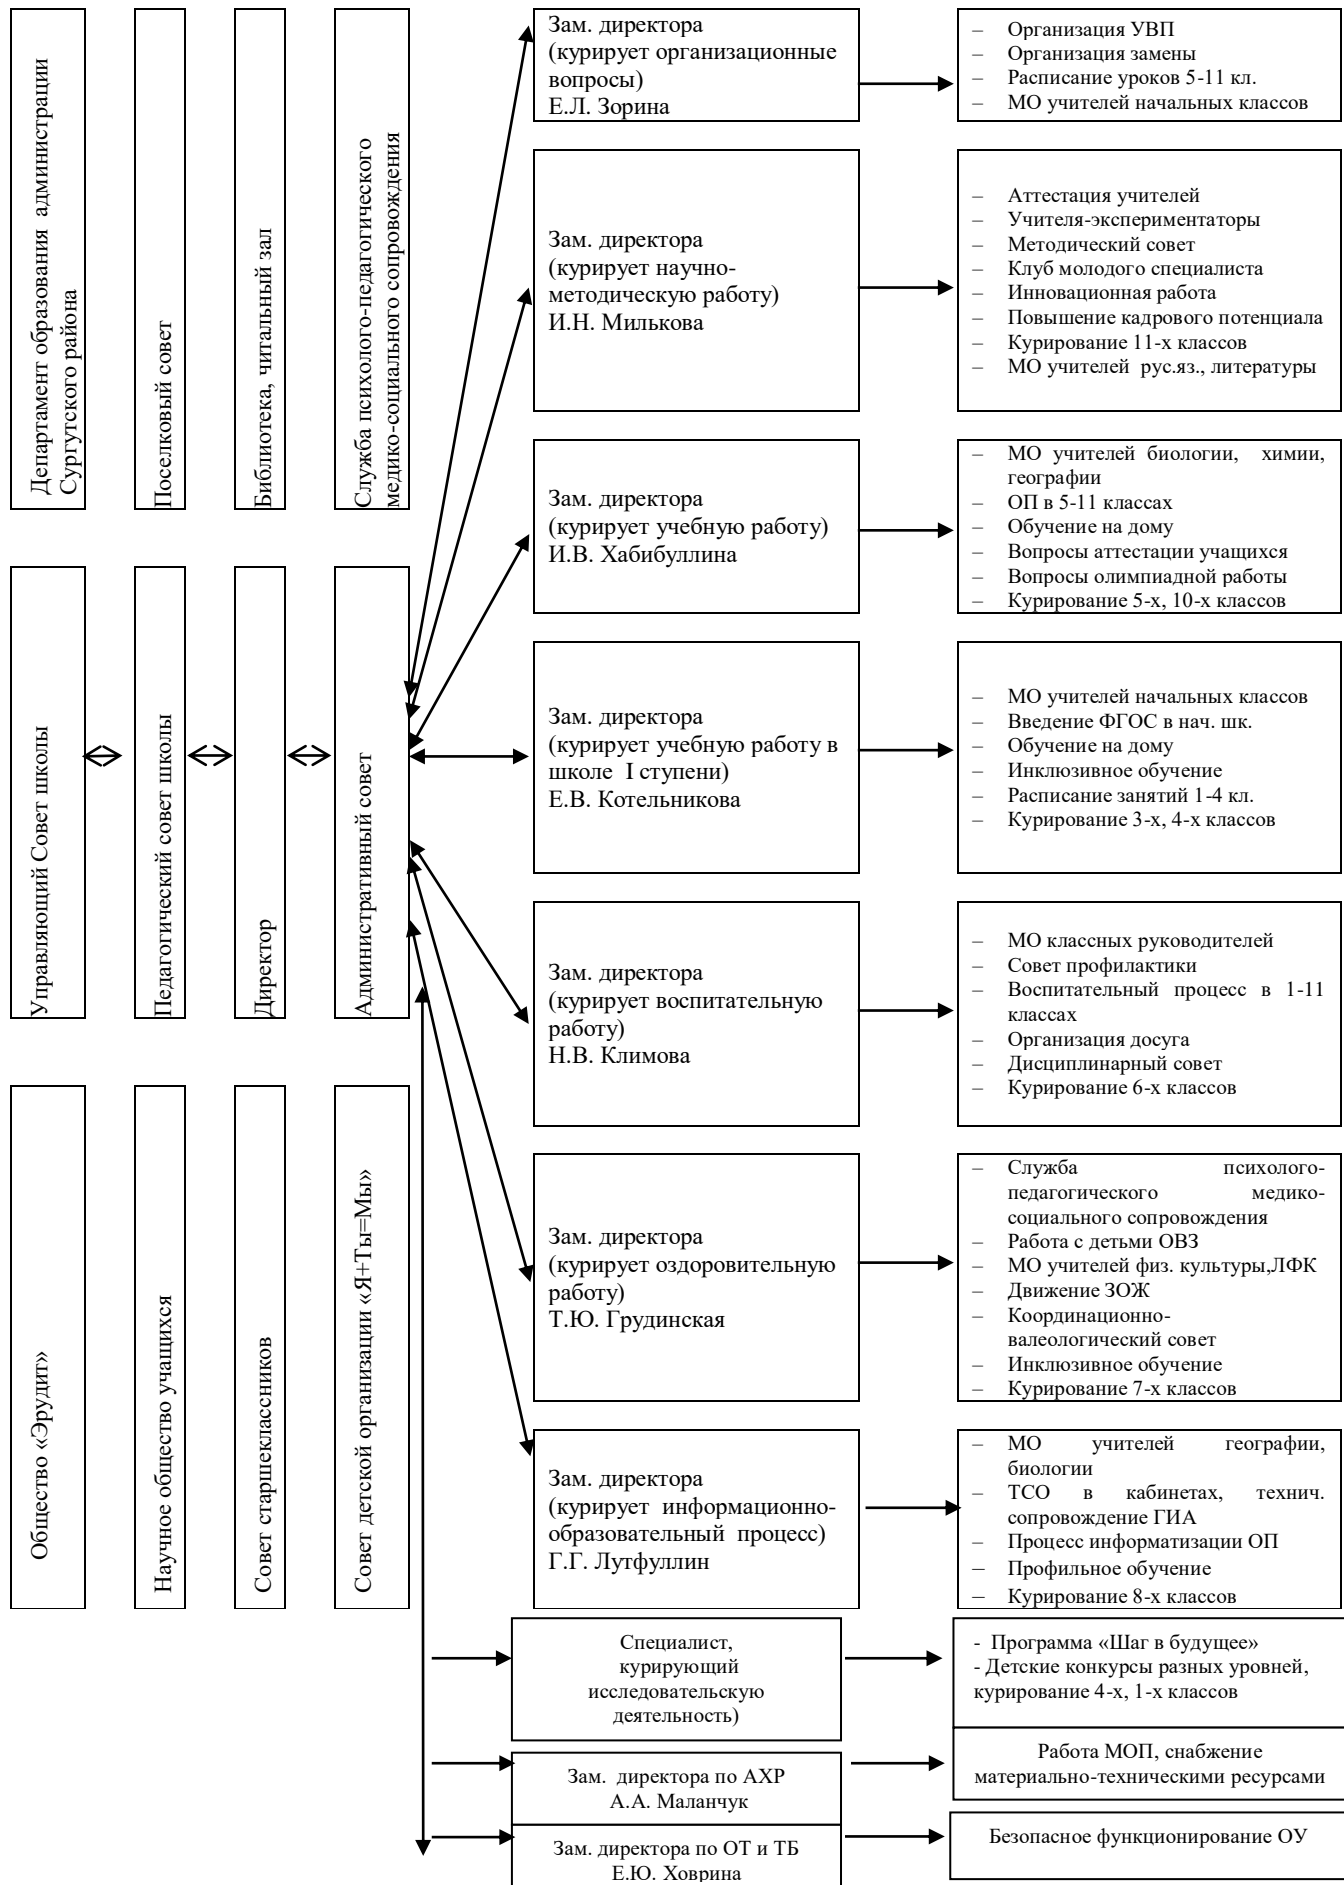 Департамент образования администрации
Сургутского района
Поселковый совет
Библиотека, читальный зал
Служба психолого-педагогического
медико-социального сопровождения
Управляющий Совет школы
Педагогический совет школы
Директор
Административный совет
Общество «Эрудит»
Научное общество учащихся
Совет старшеклассников
Совет детской организации «Я+Ты=Мы»
Зам. директора
(курирует организационные
вопросы)
Е.Л. Зорина
– Организация УВП
– Организация замены
– Расписание уроков 5-11 кл.
– МО учителей начальных классов
Зам. директора
(курирует научно-
методическую работу)
И.Н. Милькова
– Аттестация учителей
– Учителя-экспериментаторы
– Методический совет
– Клуб молодого специалиста
– Инновационная работа
– Повышение кадрового потенциала
– Курирование 11-х классов
– МО учителей рус.яз., литературы
Зам. директора
(курирует учебную работу)
И.В. Хабибуллина
– МО учителей биологии, химии,
географии
– ОП в 5-11 классах
– Обучение на дому
– Вопросы аттестации учащихся
– Вопросы олимпиадной работы
– Курирование 5-х, 10-х классов
Зам. директора
(курирует учебную работу в
школе I ступени)
Е.В. Котельникова
– МО учителей начальных классов
– Введение ФГОС в нач. шк.
– Обучение на дому
– Инклюзивное обучение
– Расписание занятий 1-4 кл.
– Курирование 3-х, 4-х классов
Зам. директора
(курирует воспитательную
работу)
Н.В. Климова
– МО классных руководителей
– Совет профилактики
– Воспитательный процесс в 1-11
классах
– Организация досуга
– Дисциплинарный совет
– Курирование 6-х классов
Зам. директора
(курирует оздоровительную
работу)
Т.Ю. Грудинская
– Служба психолого-
педагогического медико-
социального сопровождения
– Работа с детьми ОВЗ
– МО учителей физ. культуры,ЛФК
– Движение ЗОЖ
– Координационно-
валеологический совет
– Инклюзивное обучение
– Курирование 7-х классов
Зам. директора
(курирует информационно-
образовательный процесс)
Г.Г. Лутфуллин
– МО учителей географии,
биологии
– ТСО в кабинетах, технич.
сопровождение ГИА
– Процесс информатизации ОП
– Профильное обучение
– Курирование 8-х классов
Специалист,
курирующий
исследовательскую
деятельность)
- Программа «Шаг в будущее»
- Детские конкурсы разных уровней,
курирование 4-х, 1-х классов
Зам. директора по АХР
А.А. Маланчук
Работа МОП, снабжение
материально-техническими ресурсами
Зам. директора по ОТ и ТБ
Е.Ю. Ховрина
Безопасное функционирование ОУ